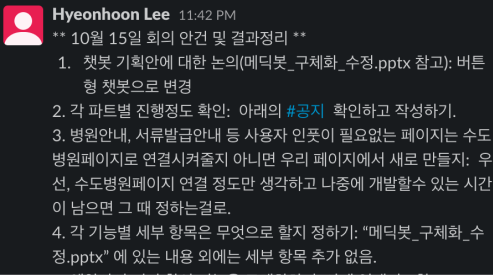 Hyeonhoon Lee 11:42 PM
** 10월 15일 회의 안건 및 결과정리 **
1. 챗봇 기획안에 대한 논의(메딕봇_구체화_수정.pptx 참고): 버튼
형 챗봇으로 변경
2. 각 파트별 진행정도 확인: 아래의 #공지 확인하고 작성하기.
3. 병원안내, 서류발급안내 등 사용자 인풋이 필요없는 페이지는 수도
병원페이지로 연결시켜줄지 아니면 우리 페이지에서 새로 만들지: 우
선, 수도병원페이지 연결 정도만 생각하고 나중에 개발할수 있는 시간
이 남으면 그 때 정하는걸로.
4. 각 기능별 세부 항목은 무엇으로 할지 정하기: “메딕봇_구체화_수
정.pptx” 에 있는 내용 외에는 세부 항목 추가 없음.